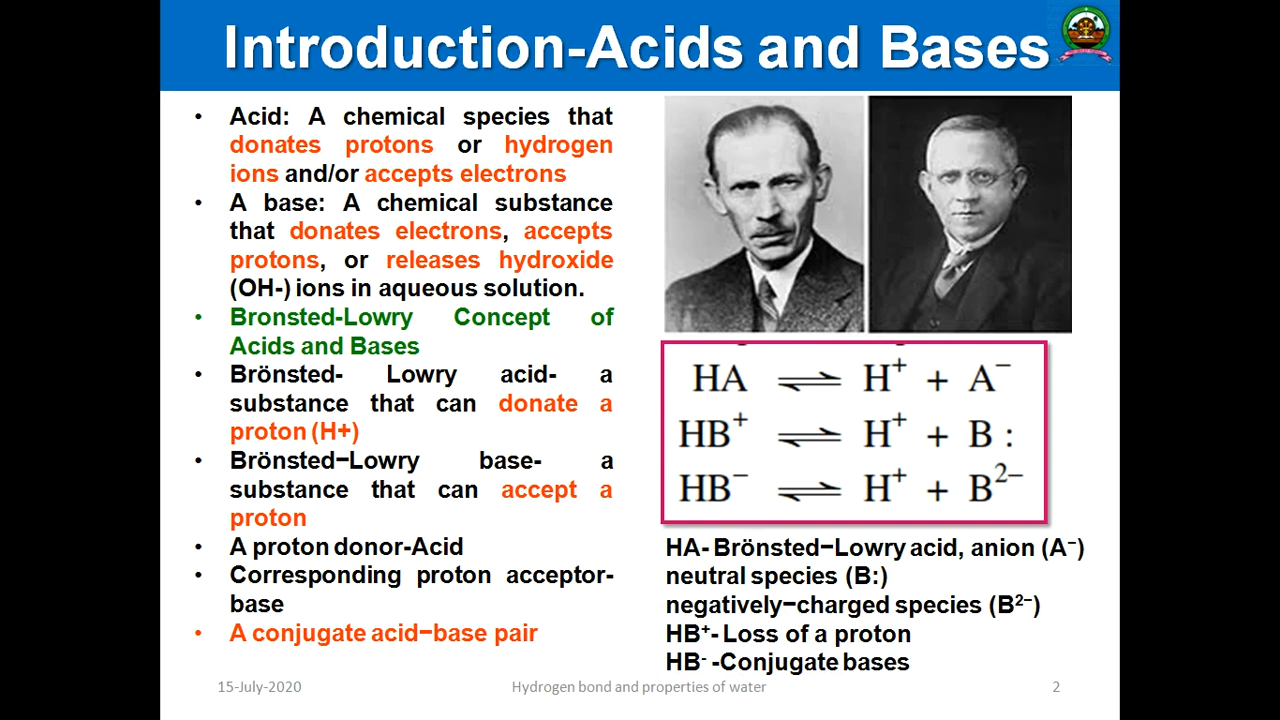 Introduction-Acids and Bases
• Acid: A chemical species that
donates protons or hydrogen
ions and/or accepts electrons
• A base: A chemical substance
that donates electrons, accepts
protons, or releases hydroxide
(OH-) ions in aqueous solution.
• Bronsted-Lowry Concept of
Acids and Bases
• Brönsted- Lowry acid- a
substance that can donate a
proton (H+)
• Brönsted−Lowry base- a
substance that can accept a
proton
• A proton donor-Acid
• Corresponding proton acceptor-
base
• A conjugate acid−base pair
HA ⇌ H⁺ + A⁻
HB⁺ ⇌ H⁺ + B :
HB⁻ ⇌ H⁺ + B²⁻
HA- Brönsted−Lowry acid, anion (A⁻)
neutral species (B:)
negatively−charged species (B²⁻)
HB⁺- Loss of a proton
HB⁻ -Conjugate bases
15-July-2020
Hydrogen bond and properties of water
2